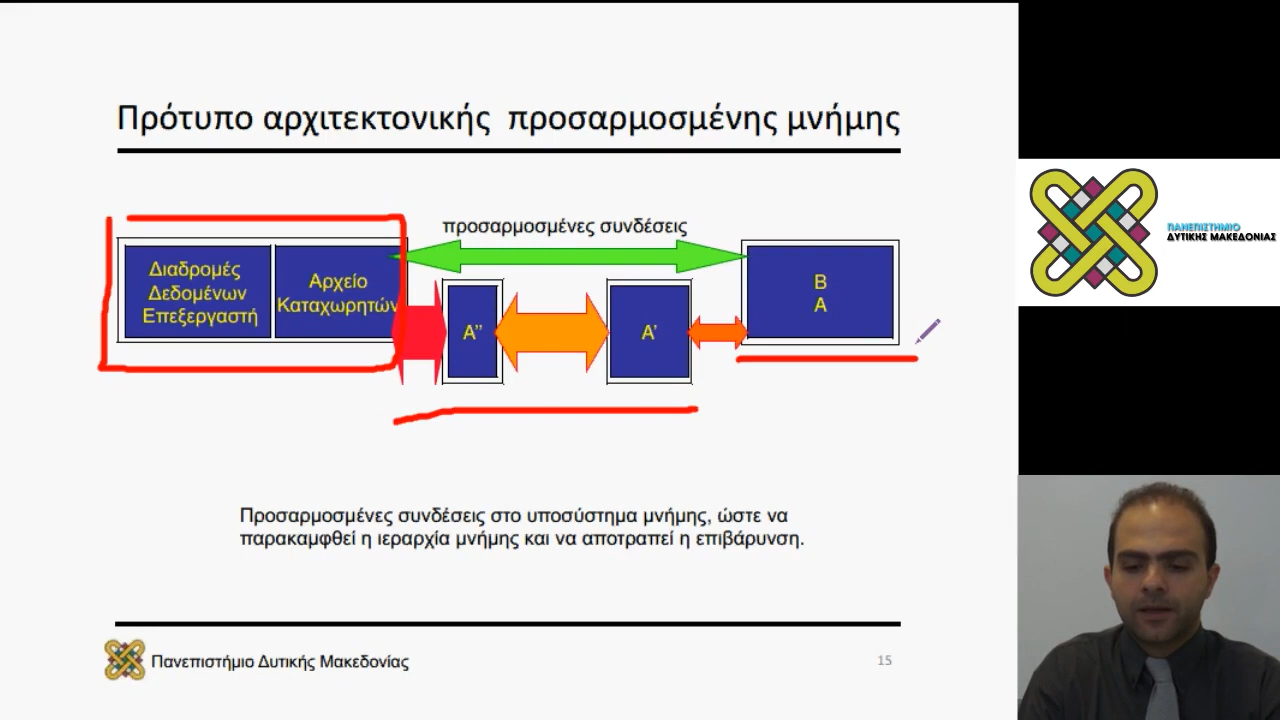 Πρότυπο αρχιτεκτονικής προσαρμοσμένης μνήμης
προσαρμοσμένες συνδέσεις
Διαδρομές
Δεδομένων
Επεξεργαστή
Αρχείο
Καταχωρητών
A''
A'
B
A
Προσαρμοσμένες συνδέσεις στο υποσύστημα μνήμης, ώστε να
παρακαμφθεί η ιεραρχία μνήμης και να αποτραπεί η επιβάρυνση.
Πανεπιστήμιο Δυτικής Μακεδονίας
15
ΠΑΝΕΠΙΣΤΗΜΙΟ
ΔΥΤΙΚΗΣ ΜΑΚΕΔΟΝΙΑΣ